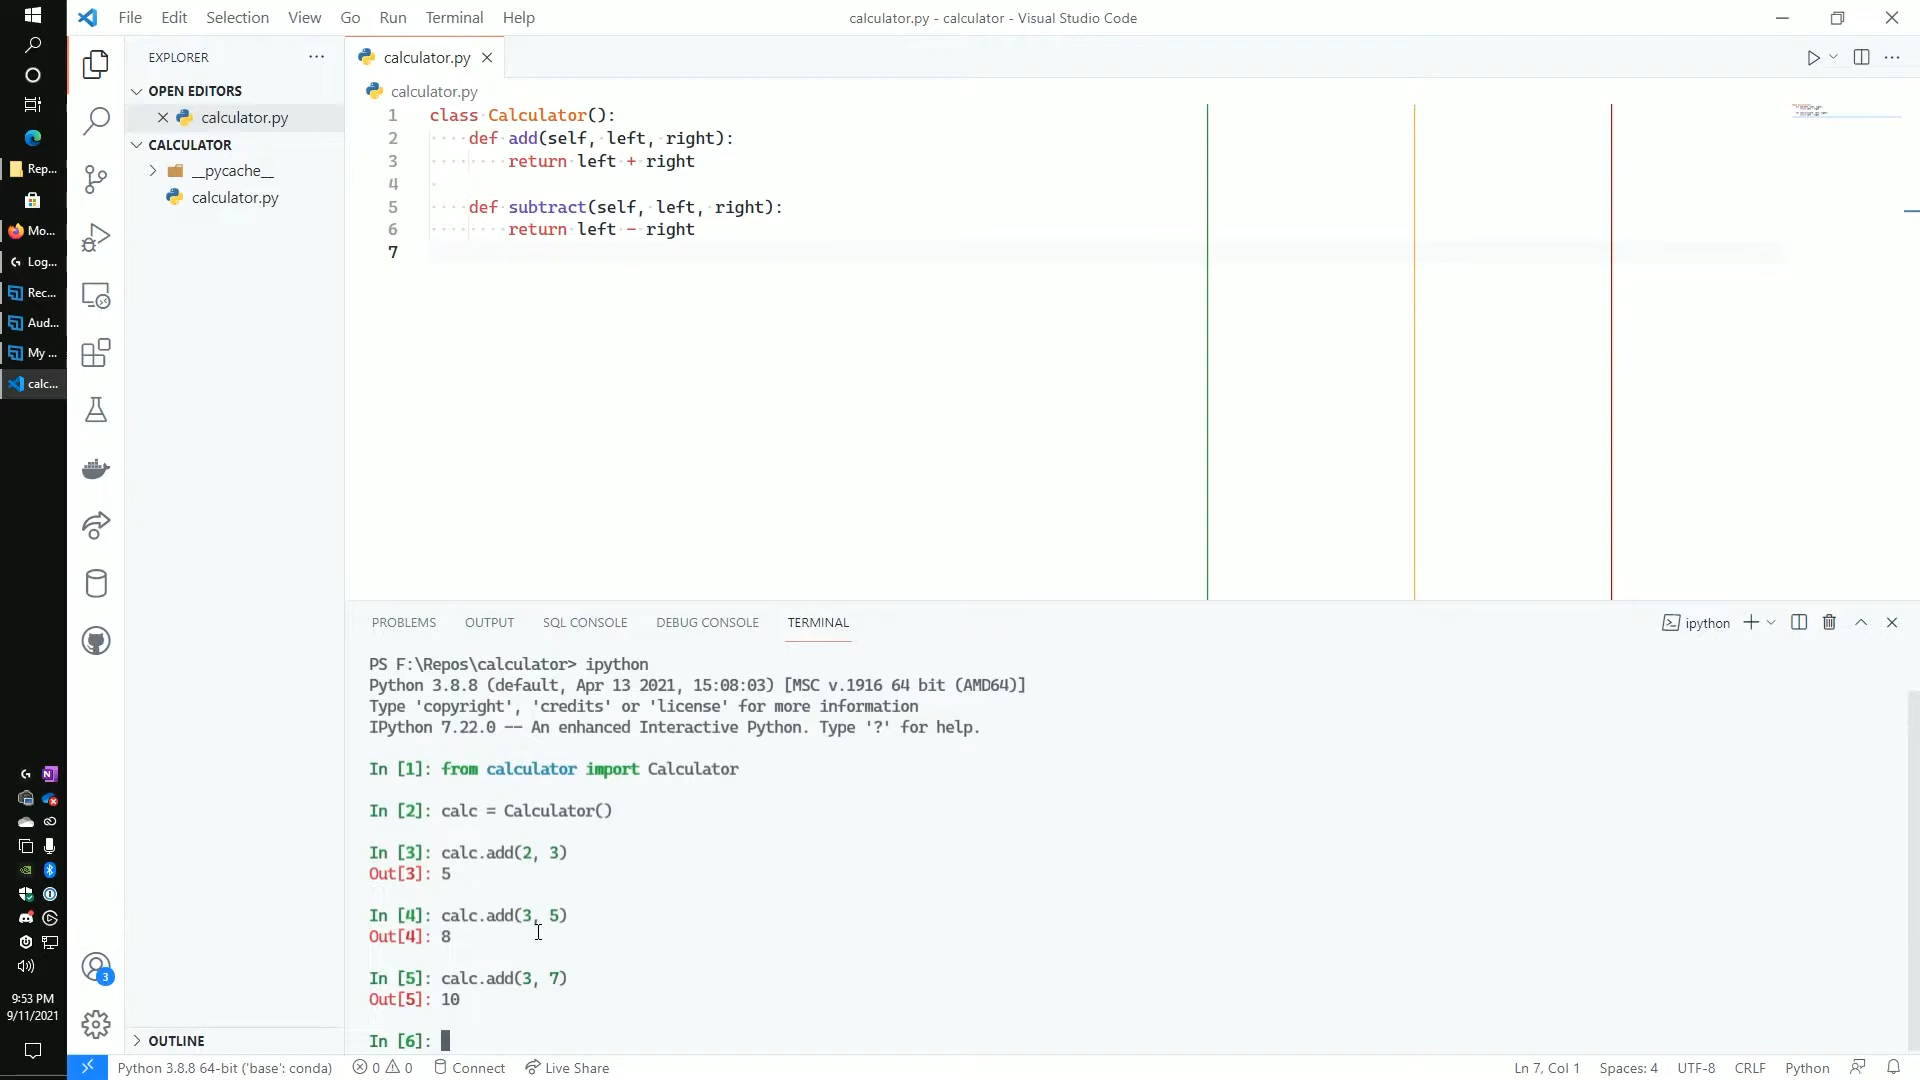 File Edit Selection View Go Run Terminal Help
calculator.py - calculator - Visual Studio Code
Rep...
Mo...
Log...
Rec...
Aud...
My ...
calc...
9:53 PM
9/11/2021
EXPLORER
OPEN EDITORS
calculator.py
CALCULATOR
__pycache__
calculator.py
OUTLINE
3
calculator.py
calculator.py
1 class Calculator():
2 def add(self, left, right):
3 return left + right
4
5 def subtract(self, left, right):
6 return left - right
7
PROBLEMS OUTPUT SQL CONSOLE DEBUG CONSOLE TERMINAL
ipython
PS F:\Repos\calculator> ipython
Python 3.8.8 (default, Apr 13 2021, 15:08:03) [MSC v.1916 64 bit (AMD64)]
Type 'copyright', 'credits' or 'license' for more information
IPython 7.22.0 -- An enhanced Interactive Python. Type '?' for help.
In [1]: from calculator import Calculator
In [2]: calc = Calculator()
In [3]: calc.add(2, 3)
Out[3]: 5
In [4]: calc.add(3, 5)
Out[4]: 8
In [5]: calc.add(3, 7)
Out[5]: 10
In [6]:
Python 3.8.8 64-bit ('base': conda) 0 0 Connect Live Share
Ln 7, Col 1 Spaces: 4 UTF-8 CRLF Python